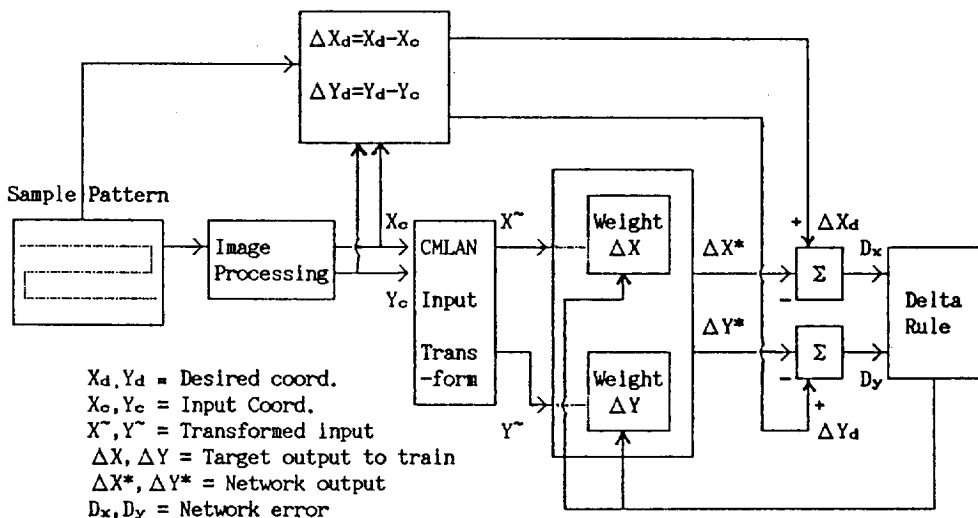 ΔXd=Xd-Xc
ΔYd=Yd-Yc
Sample Pattern
Image
Processing
Xc
Yc
CMLAN
Input
Trans
-form
X~
Y~
Weight
ΔX
Weight
ΔY
ΔX*
ΔY*
+
ΔXd
-
Σ
Dx
-
Σ
Dy
+
ΔYd
Delta
Rule
Xd,Yd = Desired coord.
Xc,Yc = Input Coord.
X~,Y~ = Transformed input
ΔX,ΔY = Target output to train
ΔX*,ΔY* = Network output
Dx,Dy = Network error